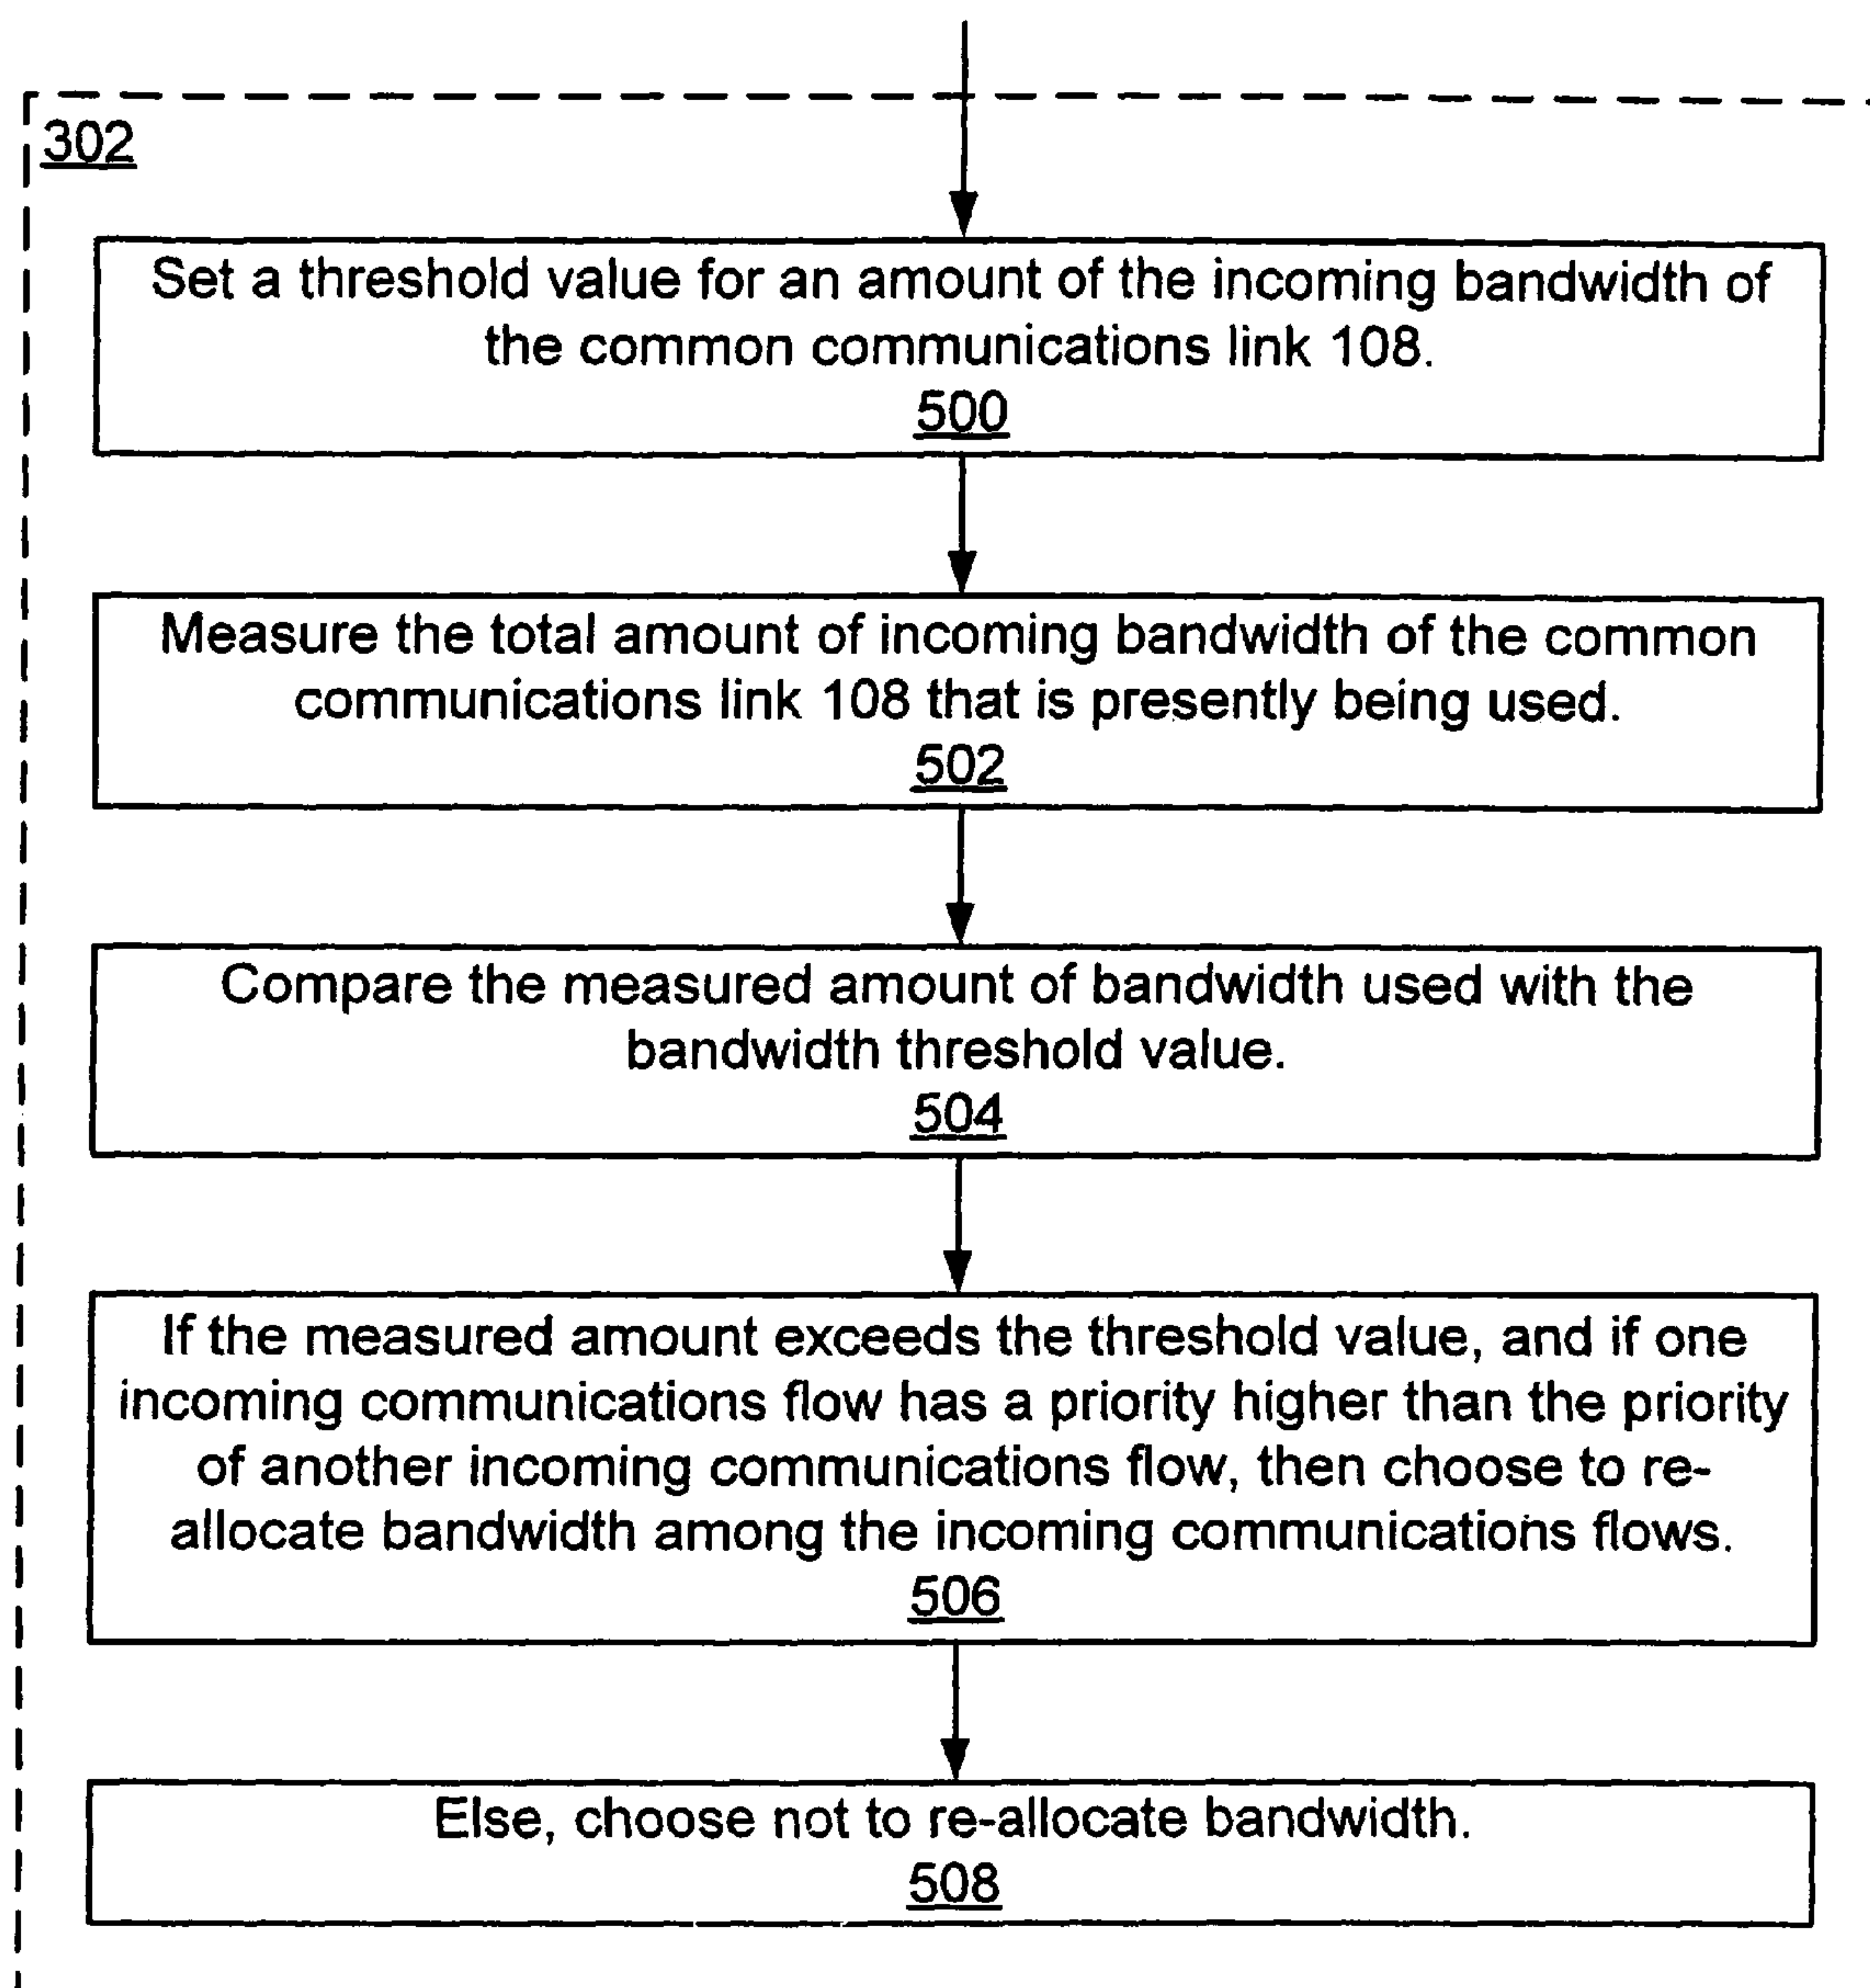 302
Set a threshold value for an amount of the incoming bandwidth of
the common communications link 108.
500
Measure the total amount of incoming bandwidth of the common
communications link 108 that is presently being used.
502
Compare the measured amount of bandwidth used with the
bandwidth threshold value.
504
If the measured amount exceeds the threshold value, and if one
incoming communications flow has a priority higher than the priority
of another incoming communications flow, then choose to re-
allocate bandwidth among the incoming communications flows.
506
Else, choose not to re-allocate bandwidth.
508